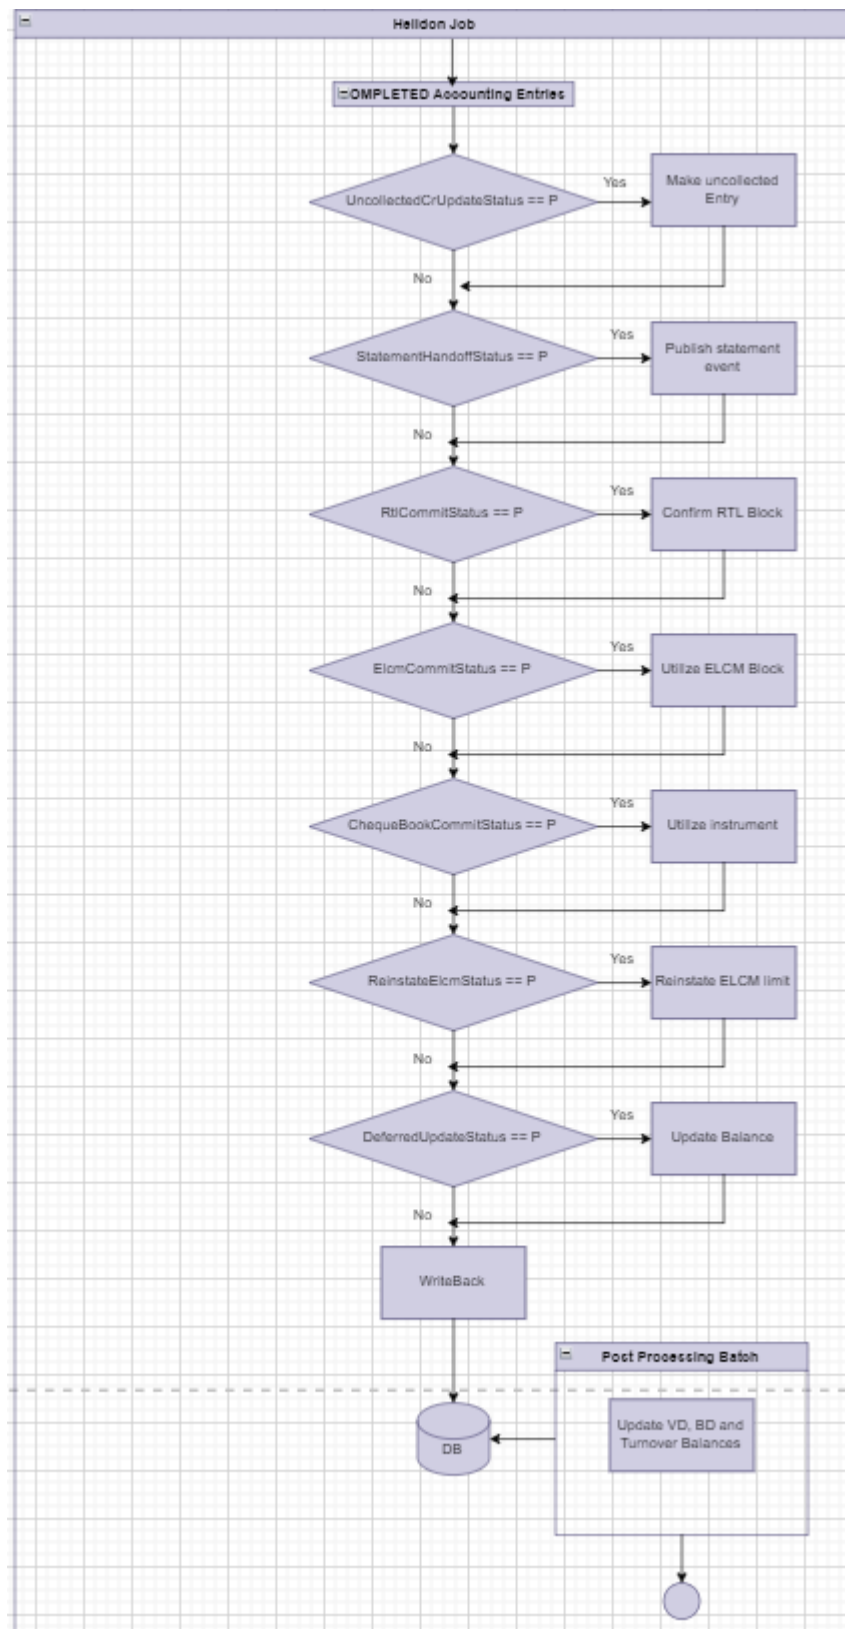 Helidon Job
OMPLETED Accounting Entries
UncollectedCrUpdateStatus == P
Yes
Make uncollected
Entry
No
StatementHandoffStatus == P
Yes
Publish statement
event
No
RtlCommitStatus == P
Yes
Confirm RTL Block
No
ElcmCommitStatus == P
Yes
Utilize ELCM Block
No
ChequeBookCommitStatus == P
Yes
Utilize instrument
No
ReinstateElcmStatus == P
Yes
Reinstate ELCM limit
No
DeferredUpdateStatus == P
Yes
Update Balance
No
WriteBack
Post Processing Batch
Update VD, BD and
Turnover Balances
DB